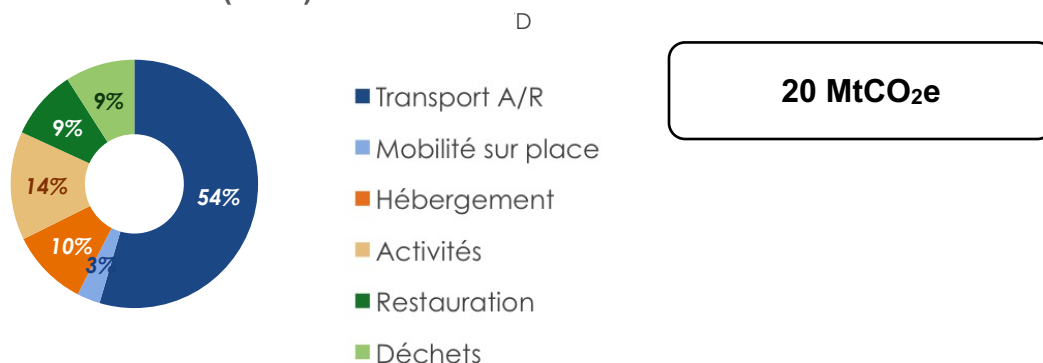 D
20 MtCO₂e
9%
9%
14%
54%
10%
3%
Transport A/R
Mobilité sur place
Hébergement
Activités
Restauration
Déchets